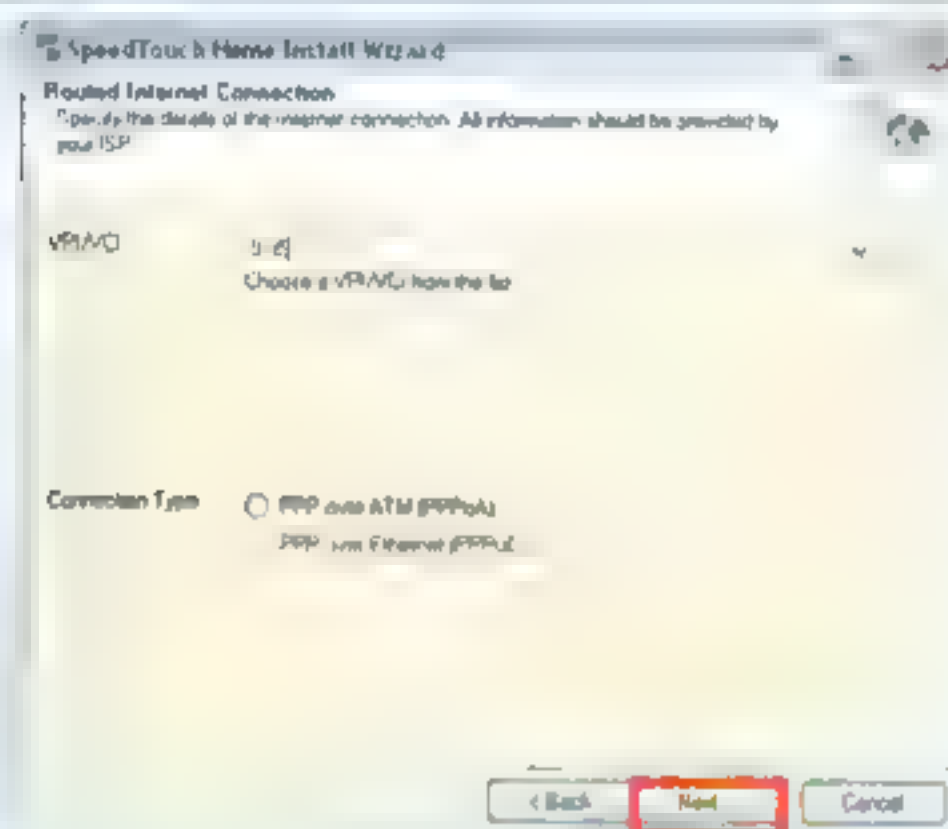 SpeedTouch Home Install Wizard
Routed Internet Connection
Specify the details of the internet connection. All information should be provided by
your ISP.
VPI/VCI
Choose a VPI/VCI from the list
Connection Type
PPP over ATM (PPPoA)
PPP over Ethernet (PPPoE)
< Back
Next
Cancel